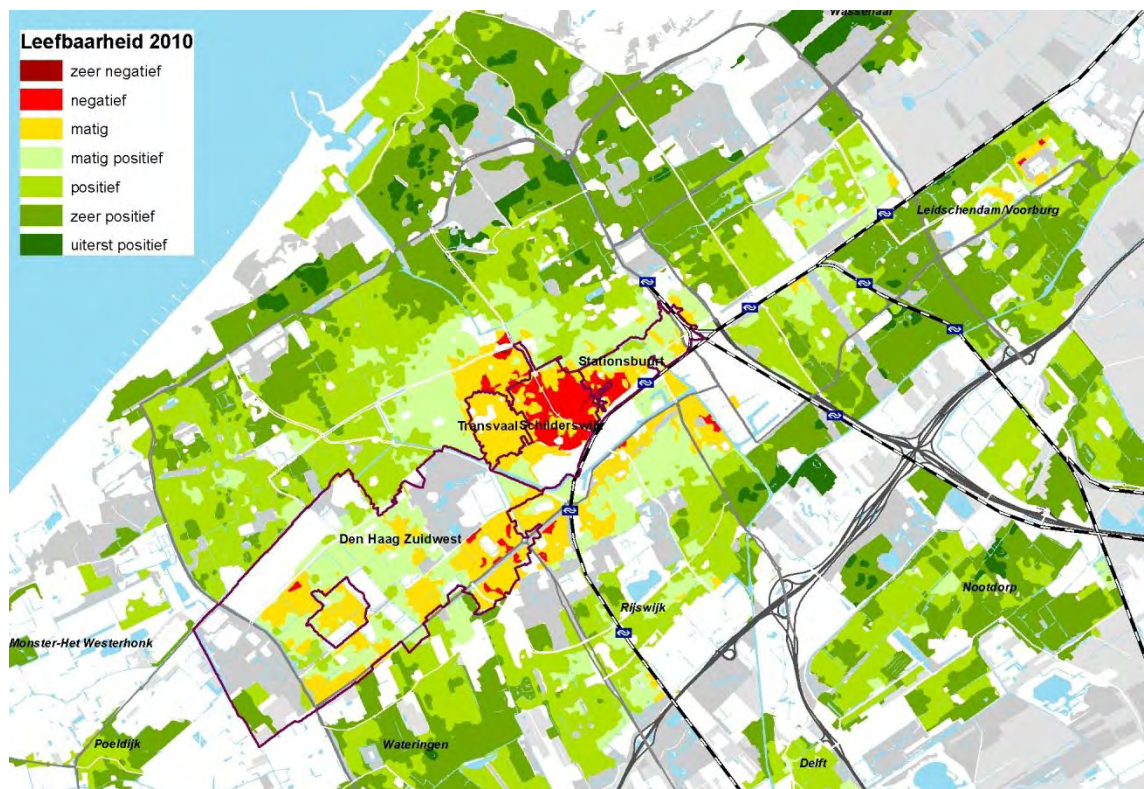 Leefbaarheid 2010
zeer negatief
negatief
matig
matig positief
positief
zeer positief
uiterst positief
Wassenaar
Leidschendam/Voorburg
Stationsbuurt
Transvaal
Schilderswijk
Den Haag Zuidwest
Rijswijk
Nootdorp
Monster-Het Westerhonk
Poeldijk
Wateringen
Delft